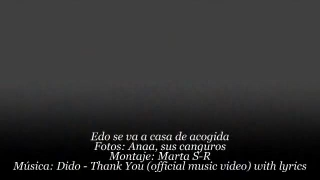 Edo se va a casa de acogida
Fotos: Anaa, sus canguros
Montaje: Marta S-R
Música: Dido - Thank You (official music video) with lyrics